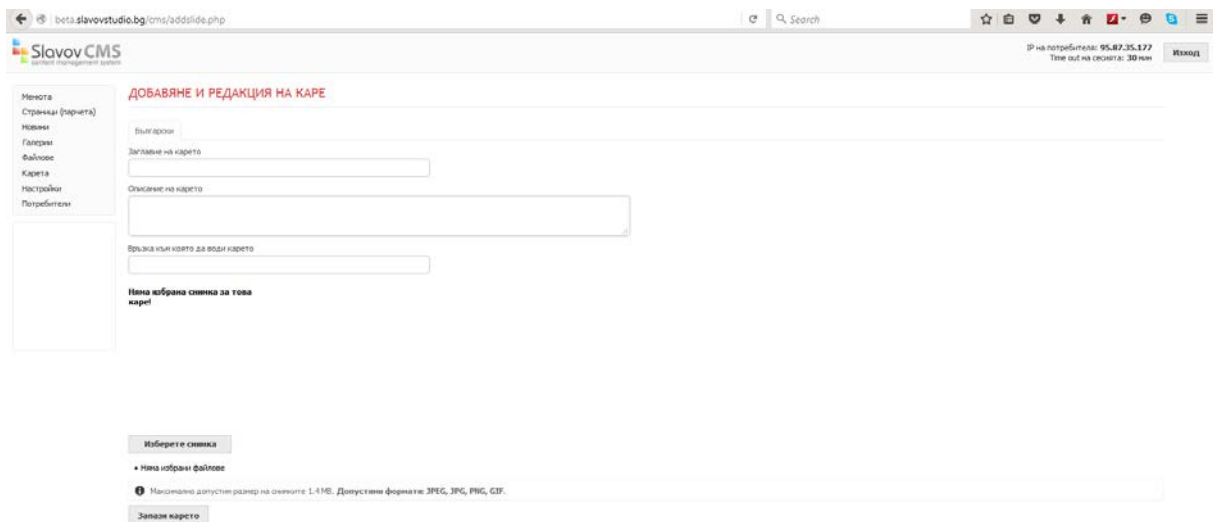 beta.slavovstudio.bg/cms/addslide.php
Search
Slavov CMS
content management system
IP на потребителя: 95.87.35.177
Time out на сесията: 30 мин
Изход
Менюта
Страници (парчета)
Новини
Галерии
Файлове
Карета
Настройки
Потребители
ДОБАВЯНЕ И РЕДАКЦИЯ НА КАРЕ
Български
Заглавие на карето
Описание на карето
Връзка към която да води карето
Няма избрана снимка за това
каре!
Изберете снимка
• Няма избрани файлове
Максимално допустим размер на снимките 1.4 MB. Допустими формати: JPEG, JPG, PNG, GIF.
Запази карето